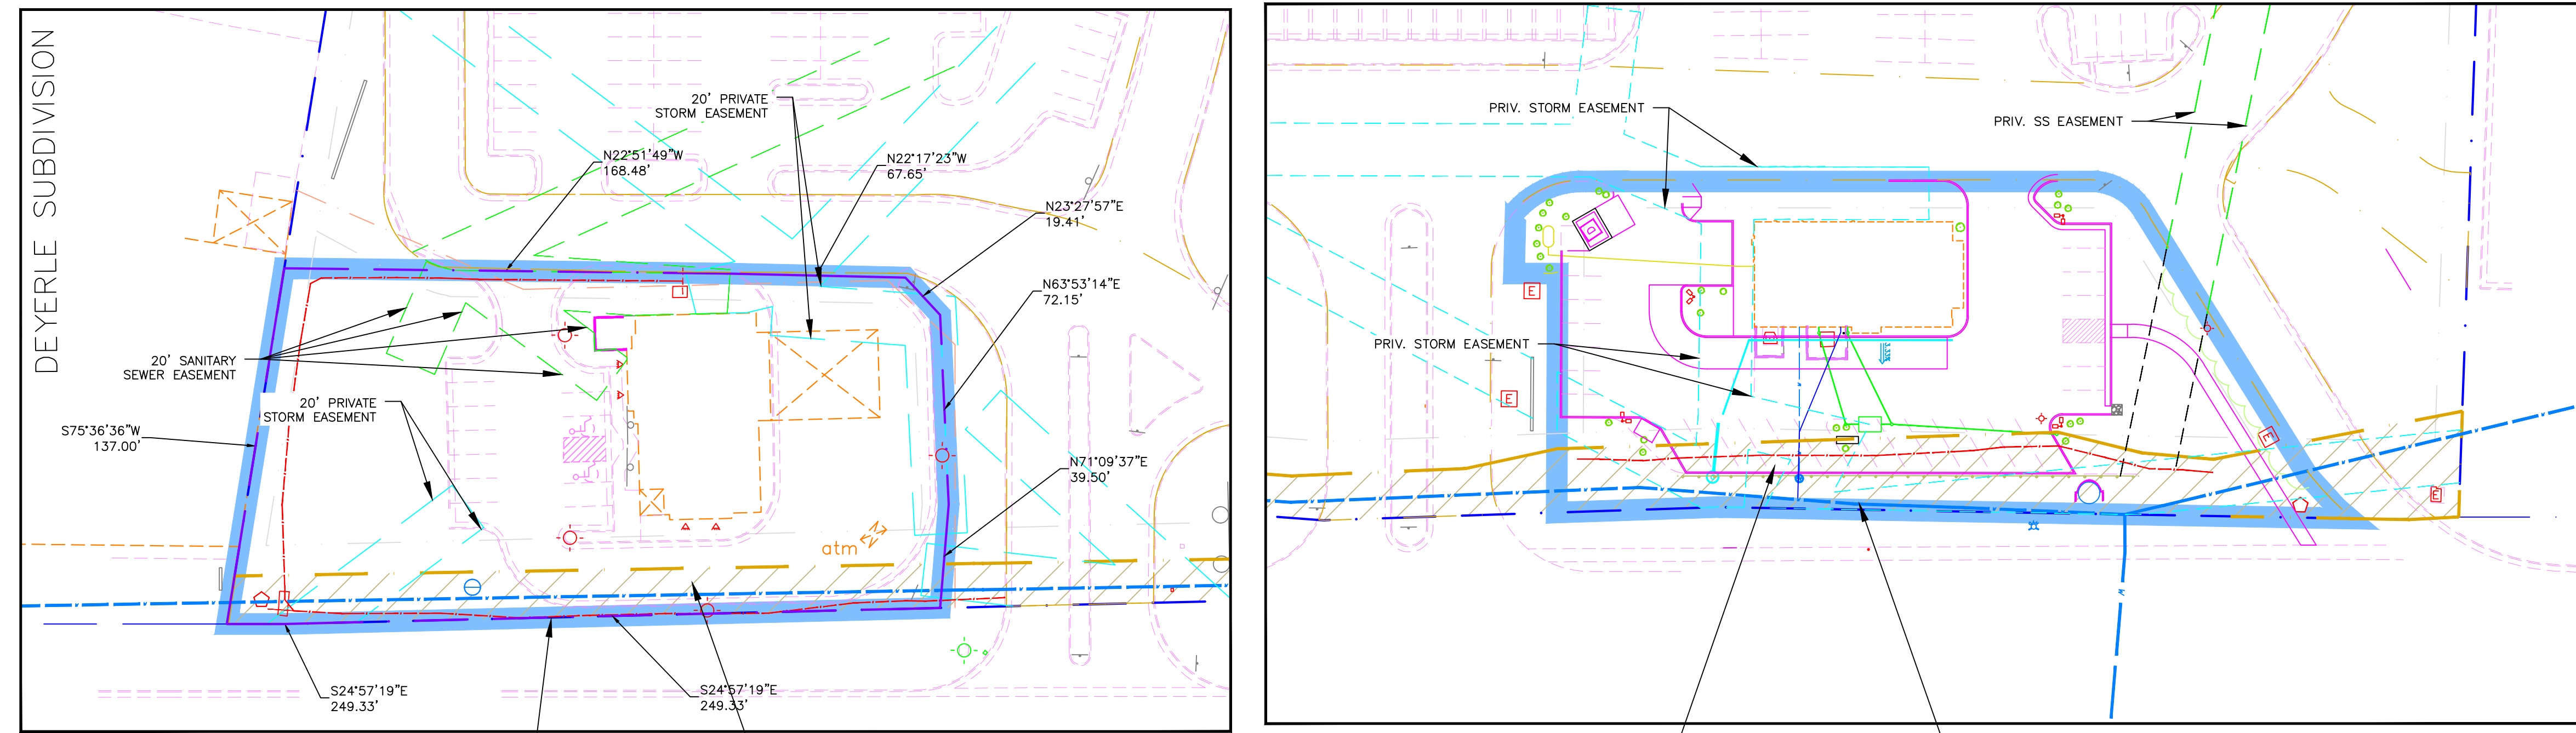 DEYERLE SUBDIVISION
20' PRIVATE
STORM EASEMENT
N22°51'49"W
168.48'
N22°17'23"W
67.65'
N23°27'57"E
19.41'
N63°53'14"E
72.15'
20' SANITARY
SEWER EASEMENT
20' PRIVATE
STORM EASEMENT
S75°36'36"W
137.00'
N71°09'37"E
39.50'
atm
S24°57'19"E
249.33'
S24°57'19"E
249.33'
PRIV. STORM EASEMENT
PRIV. SS EASEMENT
D
E
PRIV. STORM EASEMENT
E
E
E